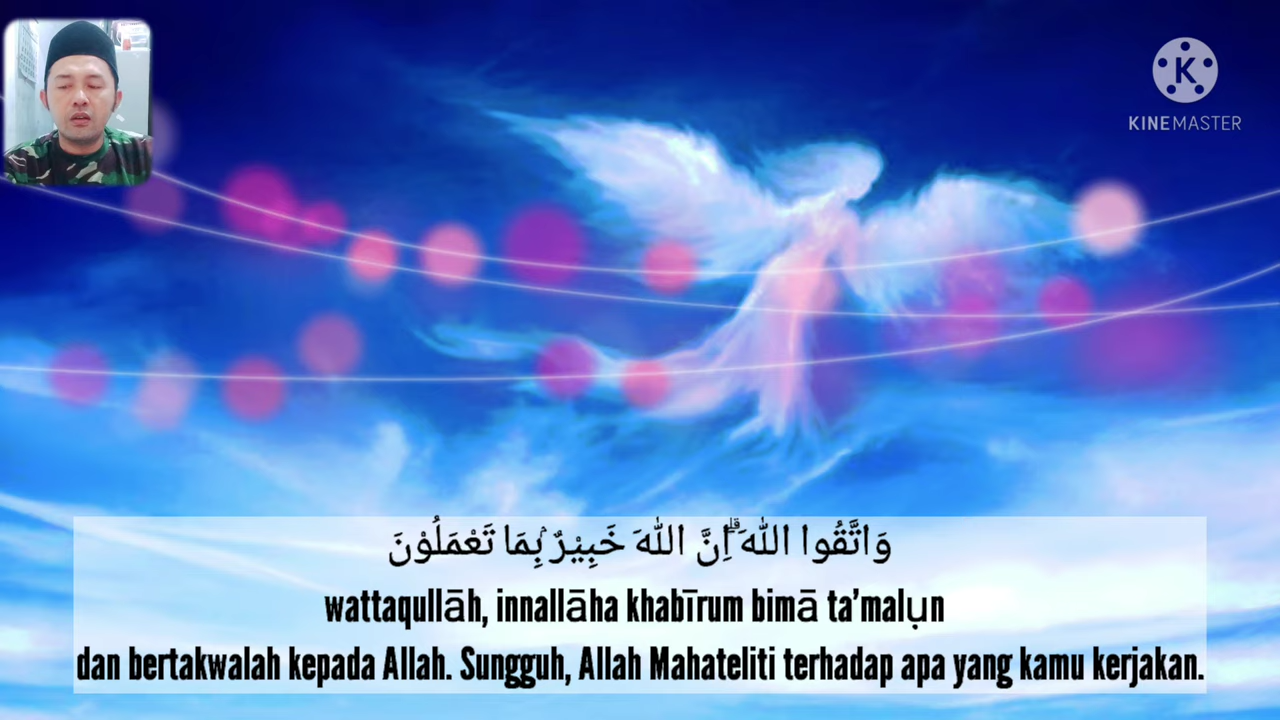 K
KINEMASTER
وَاتَّقُوا اللّٰهَ ۗاِنَّ اللّٰهَ خَبِيْرٌۢ بِمَا تَعْمَلُوْنَ
wattaqullāh, innallāha khabīrum bimā ta’malụn
dan bertakwalah kepada Allah. Sungguh, Allah Mahateliti terhadap apa yang kamu kerjakan.